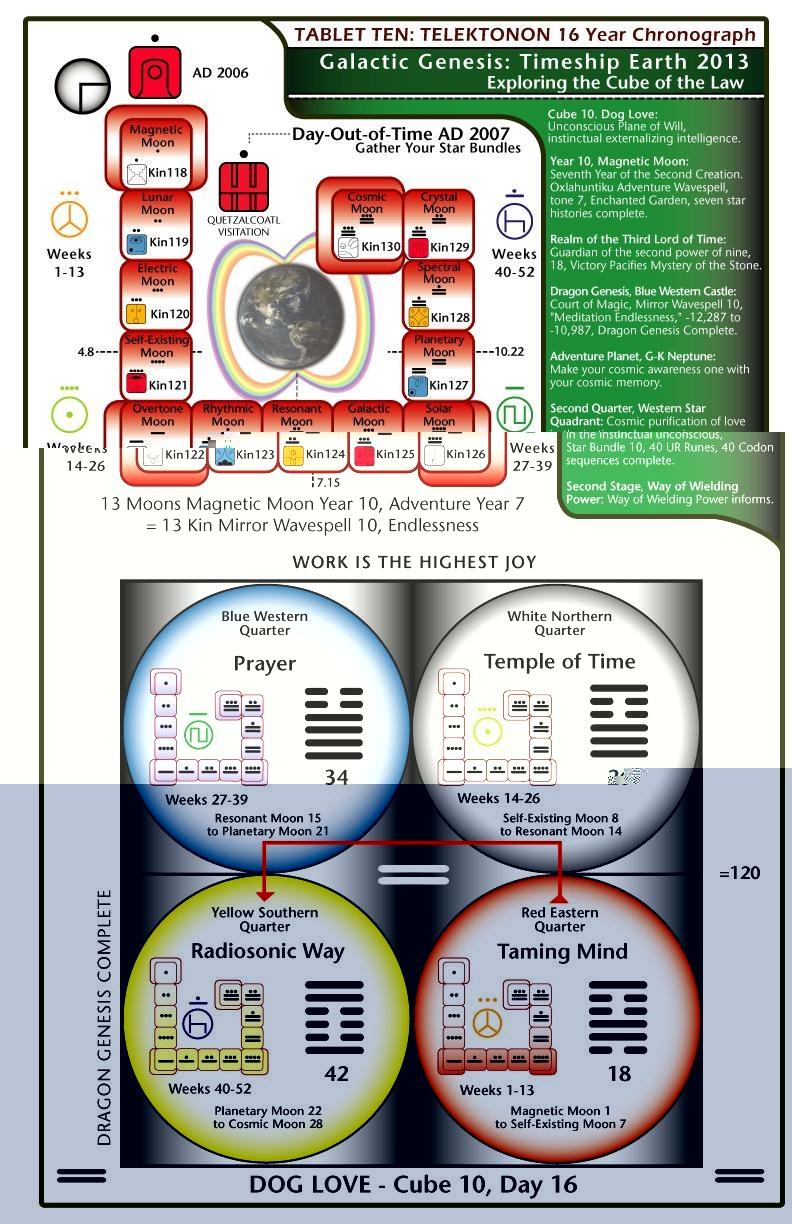 TABLET TEN: TELEKTONON 16 Year Chronograph
Galactic Genesis: Timeship Earth 2013
Exploring the Cube of the Law
AD 2006
Day-Out-of-Time AD 2007
Gather Your Star Bundles
QUETZALCOATL
VISITATION
Magnetic
Moon
Kin118
Lunar
Moon
Kin119
Electric
Moon
Kin120
Self-Existing
Moon
Kin121
Overtone
Moon
Kin122
Rhythmic
Moon
Kin123
Resonant
Moon
Kin124
Galactic
Moon
Kin125
Solar
Moon
Kin126
Planetary
Moon
Kin127
Spectral
Moon
Kin128
Crystal
Moon
Kin129
Cosmic
Moon
Kin130
Weeks
1-13
Weeks
40-52
4.8
10.22
Weeks
14-26
Weeks
27-39
7.15
Cube 10. Dog Love:
Unconscious Plane of Will,
instinctual externalizing intelligence.
Year 10, Magnetic Moon:
Seventh Year of the Second Creation.
Oxlahuntiku Adventure Wavespell,
tone 7, Enchanted Garden, seven star
histories complete.
Realm of the Third Lord of Time:
Guardian of the second power of nine,
18, Victory Pacifies Mystery of the Stone.
Dragon Genesis, Blue Western Castle:
Court of Magic, Mirror Wavespell 10,
"Meditation Endlessness," -12,287 to
-10,987, Dragon Genesis Complete.
Adventure Planet, G-K Neptune:
Make your cosmic awareness one with
your cosmic memory.
Second Quarter, Western Star
Quadrant: Cosmic purification of love
in the instinctual unconscious,
Star Bundle 10, 40 UR Runes, 40 Codon
sequences complete.
Second Stage, Way of Wielding
Power: Way of Wielding Power informs.
13 Moons Magnetic Moon Year 10, Adventure Year 7
= 13 Kin Mirror Wavespell 10, Endlessness
WORK IS THE HIGHEST JOY
Blue Western
Quarter
Prayer
34
Weeks 27-39
Resonant Moon 15
to Planetary Moon 21
White Northern
Quarter
Temple of Time
Weeks 14-26
Self-Existing Moon 8
to Resonant Moon 14
=120
DRAGON GENESIS COMPLETE
Yellow Southern
Quarter
Radiosonic Way
42
Weeks 40-52
Planetary Moon 22
to Cosmic Moon 28
Red Eastern
Quarter
Taming Mind
18
Weeks 1-13
Magnetic Moon 1
to Self-Existing Moon 7
DOG LOVE - Cube 10, Day 16